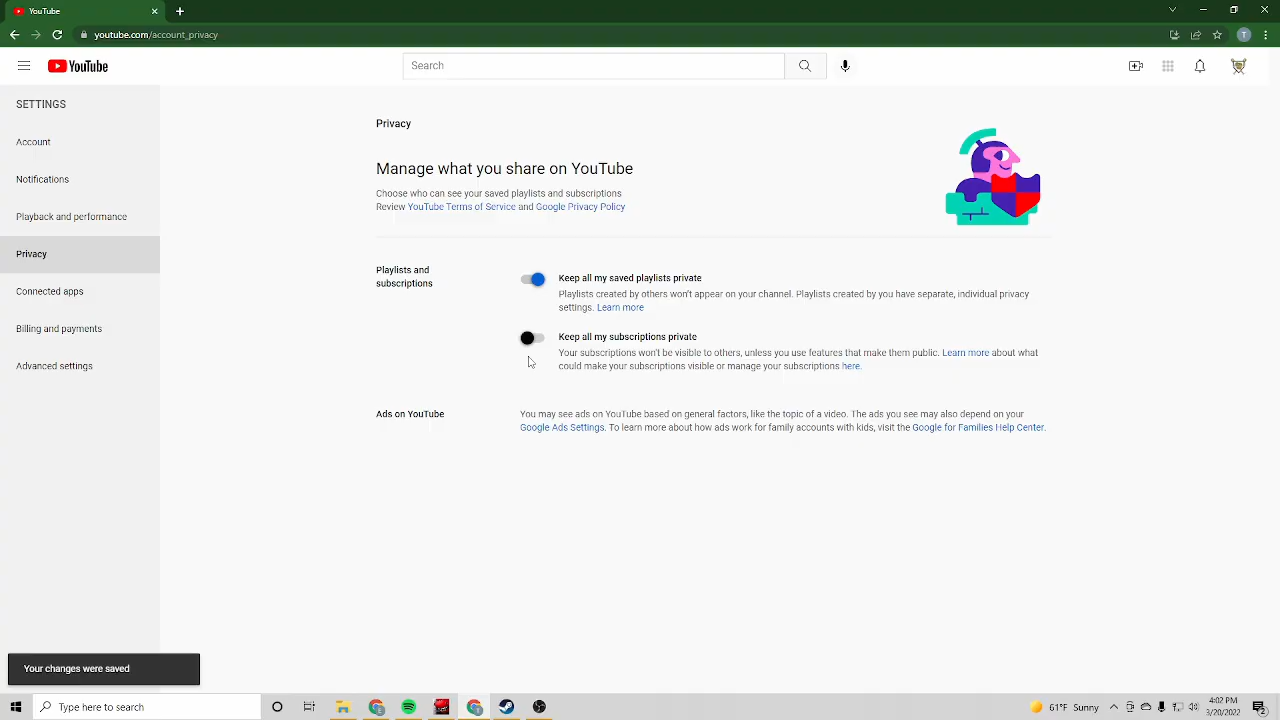 YouTube
youtube.com/account_privacy
YouTube
Search
SETTINGS
Account
Notifications
Playback and performance
Privacy
Connected apps
Billing and payments
Advanced settings
Privacy
Manage what you share on YouTube
Choose who can see your saved playlists and subscriptions
Review YouTube Terms of Service and Google Privacy Policy
Playlists and
subscriptions
Keep all my saved playlists private
Playlists created by others won't appear on your channel. Playlists created by you have separate, individual privacy
settings. Learn more
Keep all my subscriptions private
Your subscriptions won't be visible to others, unless you use features that make them public. Learn more about what
could make your subscriptions visible or manage your subscriptions here.
Ads on YouTube
You may see ads on YouTube based on general factors, like the topic of a video. The ads you see may also depend on your
Google Ads Settings. To learn more about how ads work for family accounts with kids, visit the Google for Families Help Center.
Your changes were saved
Type here to search
61°F Sunny
4:02 PM
3/20/2022
T